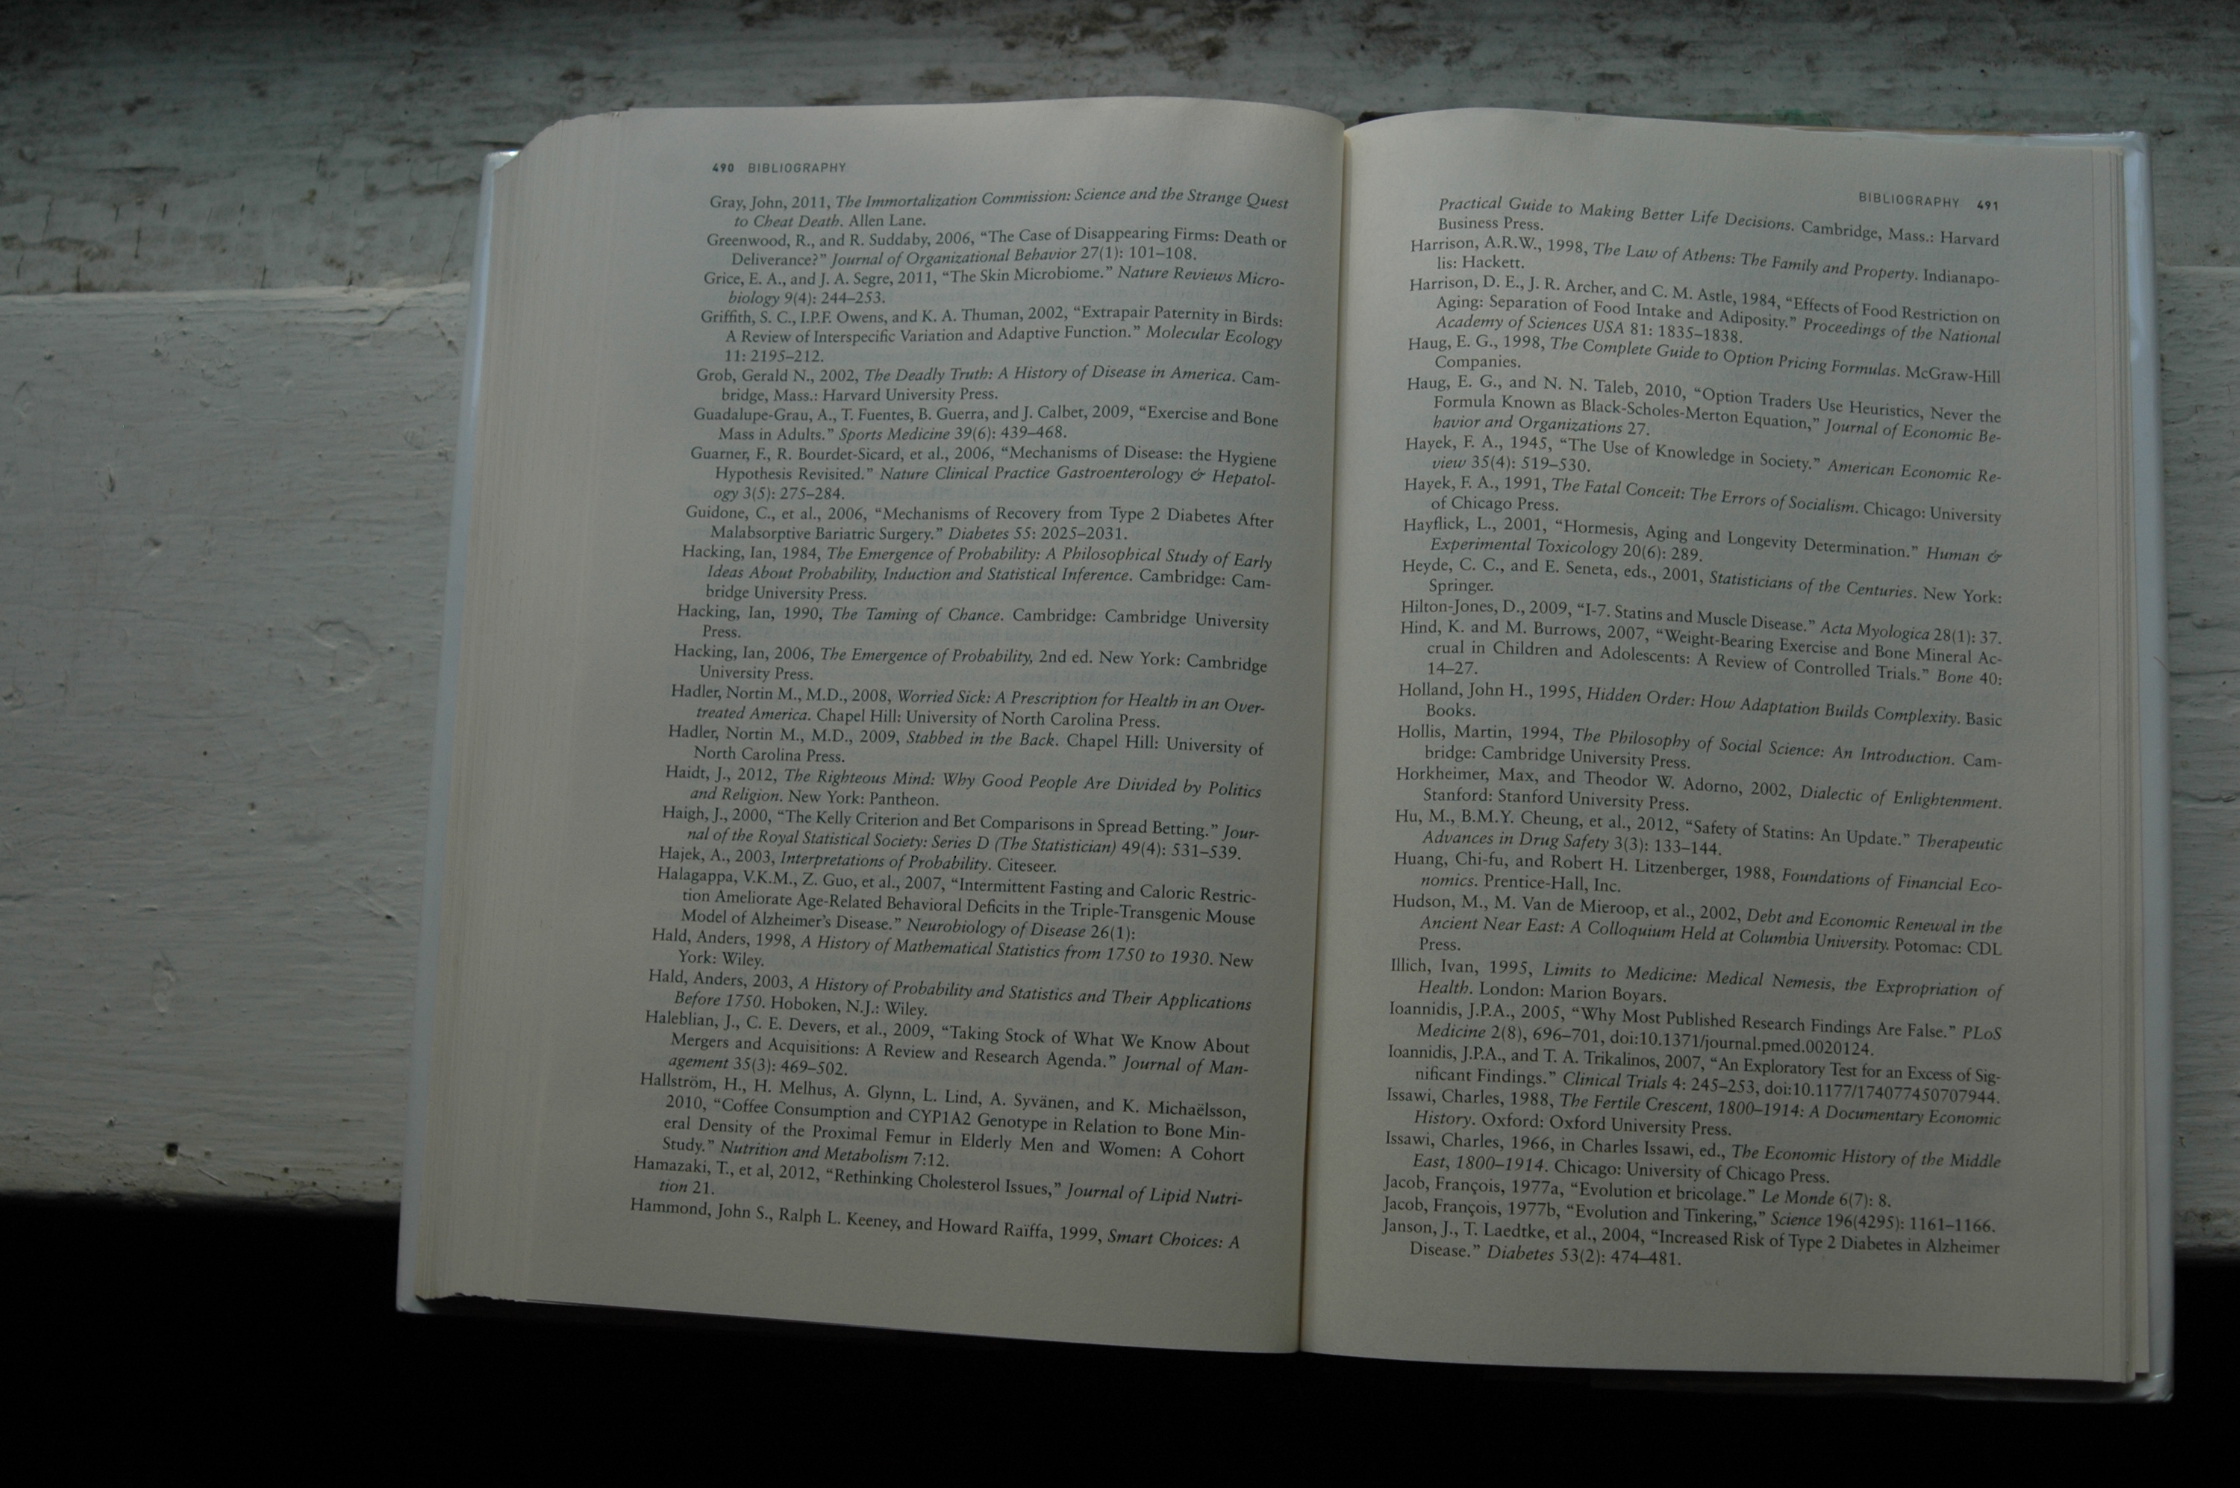 490 BIBLIOGRAPHY
Gray, John, 2011, The Immortalization Commission: Science and the Strange Quest
to Cheat Death. Allen Lane.
Greenwood, R., and R. Suddaby, 2006, “The Case of Disappearing Firms: Death or
Deliverance?” Journal of Organizational Behavior 27(1): 101–108.
Grice, E. A., and J. A. Segre, 2011, “The Skin Microbiome.” Nature Reviews Micro-
biology 9(4): 244–253.
Griffith, S. C., I.P.F. Owens, and K. A. Thuman, 2002, “Extrapair Paternity in Birds:
A Review of Interspecific Variation and Adaptive Function.” Molecular Ecology
11: 2195–212.
Grob, Gerald N., 2002, The Deadly Truth: A History of Disease in America. Cam-
bridge, Mass.: Harvard University Press.
Guadalupe-Grau, A., T. Fuentes, B. Guerra, and J. Calbet, 2009, “Exercise and Bone
Mass in Adults.” Sports Medicine 39(6): 439–468.
Guarner, F., R. Bourdet-Sicard, et al., 2006, “Mechanisms of Disease: the Hygiene
Hypothesis Revisited.” Nature Clinical Practice Gastroenterology & Hepatol-
ogy 3(5): 275–284.
Guidone, C., et al., 2006, “Mechanisms of Recovery from Type 2 Diabetes After
Malabsorptive Bariatric Surgery.” Diabetes 55: 2025–2031.
Hacking, Ian, 1984, The Emergence of Probability: A Philosophical Study of Early
Ideas About Probability, Induction and Statistical Inference. Cambridge: Cam-
bridge University Press.
Hacking, Ian, 1990, The Taming of Chance. Cambridge: Cambridge University
Press.
Hacking, Ian, 2006, The Emergence of Probability, 2nd ed. New York: Cambridge
University Press.
Hadler, Nortin M., M.D., 2008, Worried Sick: A Prescription for Health in an Over-
treated America. Chapel Hill: University of North Carolina Press.
Hadler, Nortin M., M.D., 2009, Stabbed in the Back. Chapel Hill: University of
North Carolina Press.
Haidt, J., 2012, The Righteous Mind: Why Good People Are Divided by Politics
and Religion. New York: Pantheon.
Haigh, J., 2000, “The Kelly Criterion and Bet Comparisons in Spread Betting.” Jour-
nal of the Royal Statistical Society: Series D (The Statistician) 49(4): 531–539.
Hajek, A., 2003, Interpretations of Probability. Citeseer.
Halagappa, V.K.M., Z. Guo, et al., 2007, “Intermittent Fasting and Caloric Restric-
tion Ameliorate Age-Related Behavioral Deficits in the Triple-Transgenic Mouse
Model of Alzheimer’s Disease.” Neurobiology of Disease 26(1):
Hald, Anders, 1998, A History of Mathematical Statistics from 1750 to 1930. New
York: Wiley.
Hald, Anders, 2003, A History of Probability and Statistics and Their Applications
Before 1750. Hoboken, N.J.: Wiley.
Haleblian, J., C. E. Devers, et al., 2009, “Taking Stock of What We Know About
Mergers and Acquisitions: A Review and Research Agenda.” Journal of Man-
agement 35(3): 469–502.
Hallström, H., H. Melhus, A. Glynn, L. Lind, A. Syvänen, and K. Michaëlsson,
2010, “Coffee Consumption and CYP1A2 Genotype in Relation to Bone Min-
eral Density of the Proximal Femur in Elderly Men and Women: A Cohort
Study.” Nutrition and Metabolism 7:12.
Hamazaki, T., et al, 2012, “Rethinking Cholesterol Issues,” Journal of Lipid Nutri-
tion 21.
Hammond, John S., Ralph L. Keeney, and Howard Raïffa, 1999, Smart Choices: A
BIBLIOGRAPHY 491
Practical Guide to Making Better Life Decisions. Cambridge, Mass.: Harvard
Business Press.
Harrison, A.R.W., 1998, The Law of Athens: The Family and Property. Indianapo-
lis: Hackett.
Harrison, D. E., J. R. Archer, and C. M. Astle, 1984, “Effects of Food Restriction on
Aging: Separation of Food Intake and Adiposity.” Proceedings of the National
Academy of Sciences USA 81: 1835–1838.
Haug, E. G., 1998, The Complete Guide to Option Pricing Formulas. McGraw-Hill
Companies.
Haug, E. G., and N. N. Taleb, 2010, “Option Traders Use Heuristics, Never the
Formula Known as Black-Scholes-Merton Equation,” Journal of Economic Be-
havior and Organizations 27.
Hayek, F. A., 1945, “The Use of Knowledge in Society.” American Economic Re-
view 35(4): 519–530.
Hayek, F. A., 1991, The Fatal Conceit: The Errors of Socialism. Chicago: University
of Chicago Press.
Hayflick, L., 2001, “Hormesis, Aging and Longevity Determination.” Human &
Experimental Toxicology 20(6): 289.
Heyde, C. C., and E. Seneta, eds., 2001, Statisticians of the Centuries. New York:
Springer.
Hilton-Jones, D., 2009, “I-7. Statins and Muscle Disease.” Acta Myologica 28(1): 37.
Hind, K. and M. Burrows, 2007, “Weight-Bearing Exercise and Bone Mineral Ac-
crual in Children and Adolescents: A Review of Controlled Trials.” Bone 40:
14–27.
Holland, John H., 1995, Hidden Order: How Adaptation Builds Complexity. Basic
Books.
Hollis, Martin, 1994, The Philosophy of Social Science: An Introduction. Cam-
bridge: Cambridge University Press.
Horkheimer, Max, and Theodor W. Adorno, 2002, Dialectic of Enlightenment.
Stanford: Stanford University Press.
Hu, M., B.M.Y. Cheung, et al., 2012, “Safety of Statins: An Update.” Therapeutic
Advances in Drug Safety 3(3): 133–144.
Huang, Chi-fu, and Robert H. Litzenberger, 1988, Foundations of Financial Eco-
nomics. Prentice-Hall, Inc.
Hudson, M., M. Van de Mieroop, et al., 2002, Debt and Economic Renewal in the
Ancient Near East: A Colloquium Held at Columbia University. Potomac: CDL
Press.
Illich, Ivan, 1995, Limits to Medicine: Medical Nemesis, the Expropriation of
Health. London: Marion Boyars.
Ioannidis, J.P.A., 2005, “Why Most Published Research Findings Are False.” PLoS
Medicine 2(8), 696–701, doi:10.1371/journal.pmed.0020124.
Ioannidis, J.P.A., and T. A. Trikalinos, 2007, “An Exploratory Test for an Excess of Sig-
nificant Findings.” Clinical Trials 4: 245–253, doi:10.1177/174077450707944.
Issawi, Charles, 1988, The Fertile Crescent, 1800–1914: A Documentary Economic
History. Oxford: Oxford University Press.
Issawi, Charles, 1966, in Charles Issawi, ed., The Economic History of the Middle
East, 1800–1914. Chicago: University of Chicago Press.
Jacob, François, 1977a, “Evolution et bricolage.” Le Monde 6(7): 8.
Jacob, François, 1977b, “Evolution and Tinkering,” Science 196(4295): 1161–1166.
Janson, J., T. Laedtke, et al., 2004, “Increased Risk of Type 2 Diabetes in Alzheimer
Disease.” Diabetes 53(2): 474–481.